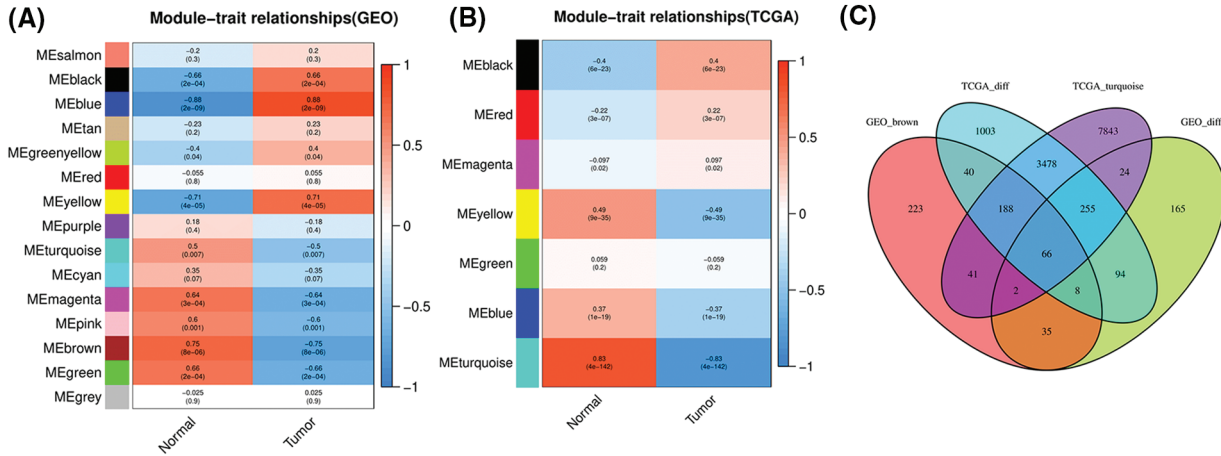 (A)
Module−trait relationships(GEO)
MEsalmon
−0.2
(0.3)
0.2
(0.3)
MEblack
−0.66
(2e−04)
0.66
(2e−04)
MEblue
−0.88
(2e−09)
0.88
(2e−09)
MEtan
−0.23
(0.2)
0.23
(0.2)
MEgreenyellow
−0.4
(0.04)
0.4
(0.04)
MEred
−0.055
(0.8)
0.055
(0.8)
MEyellow
−0.71
(4e−05)
0.71
(4e−05)
MEpurple
0.18
(0.4)
−0.18
(0.4)
MEturquoise
0.5
(0.007)
−0.5
(0.007)
MEcyan
0.35
(0.07)
−0.35
(0.07)
MEmagenta
0.64
(3e−04)
−0.64
(3e−04)
MEpink
0.6
(0.001)
−0.6
(0.001)
MEbrown
0.75
(8e−06)
−0.75
(8e−06)
MEgreen
0.66
(2e−04)
−0.66
(2e−04)
MEgrey
−0.025
(0.9)
0.025
(0.9)
Normal
Tumor
1
0.5
0
−0.5
−1
(B)
Module−trait relationships(TCGA)
MEblack
−0.4
(6e−23)
0.4
(6e−23)
MEred
−0.22
(3e−07)
0.22
(3e−07)
MEmagenta
−0.097
(0.02)
0.097
(0.02)
MEyellow
0.49
(9e−35)
−0.49
(9e−35)
MEgreen
0.059
(0.2)
−0.059
(0.2)
MEblue
0.37
(1e−19)
−0.37
(1e−19)
MEturquoise
0.83
(4e−142)
−0.83
(4e−142)
Normal
Tumor
1
0.5
0
−0.5
−1
(C)
TCGA_diff
TCGA_turquoise
GEO_brown
GEO_diff
1003
7843
3478
40
24
223
188
255
165
66
41
94
2
8
35